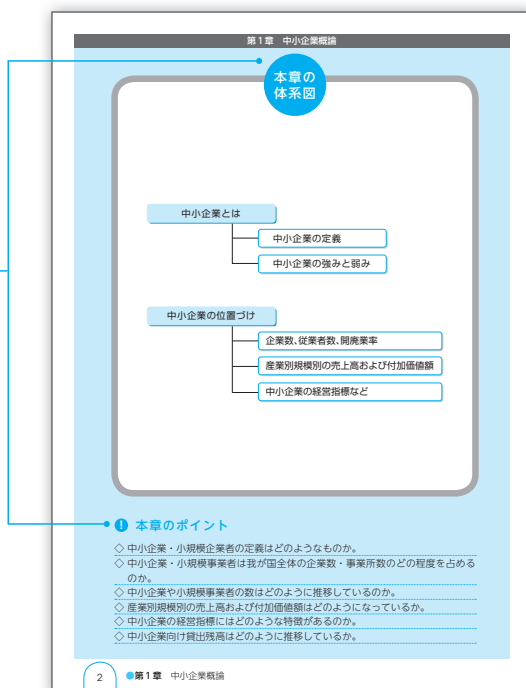 第1章 中小企業概論
本章の
体系図
中小企業とは
中小企業の定義
中小企業の強みと弱み
中小企業の位置づけ
企業数、従業者数、開廃業率
産業別規模別の売上高および付加価値額
中小企業の経営指標など
! 本章のポイント
◇ 中小企業・小規模企業者の定義はどのようなものか。
◇ 中小企業・小規模事業者は我が国全体の企業数・事業所数のどの程度を占める
のか。
◇ 中小企業や小規模事業者の数はどのように推移しているのか。
◇ 産業別規模別の売上高および付加価値額はどのようになっているか。
◇ 中小企業の経営指標にはどのような特徴があるのか。
◇ 中小企業向け貸出残高はどのように推移しているか。
2 ●第1章 中小企業概論